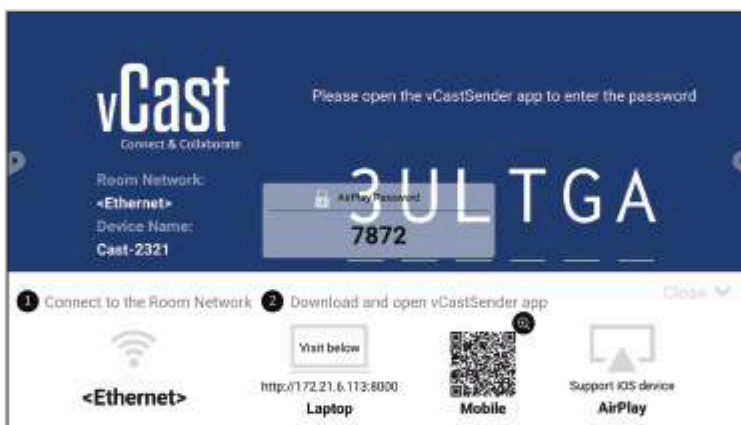 vCast
Connect & Collaborate
Please open the vCastSender app to enter the password
Room Network:
<Ethernet>
Device Name:
Cast-2321
3ULTGA
AirPlay Password
7872
Close
1 Connect to the Room Network
2 Download and open vCastSender app
<Ethernet>
Visit below
http://172.21.6.113:8000
Laptop
Mobile
Support iOS device
AirPlay